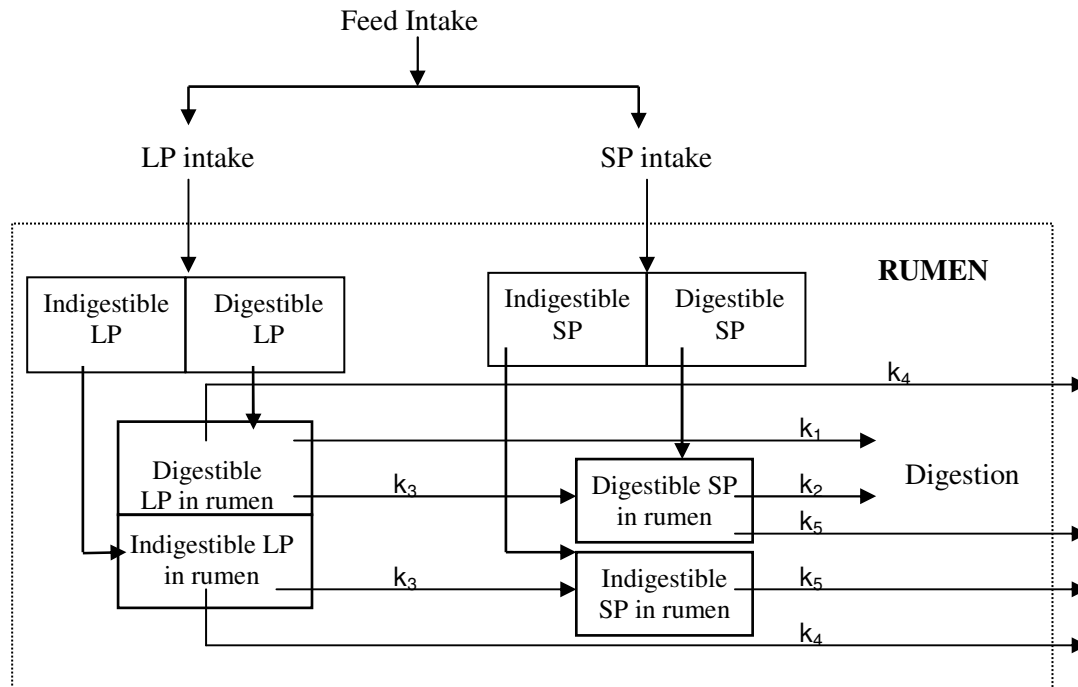 Feed Intake
LP intake
SP intake
RUMEN
Indigestible
LP
Digestible
LP
Indigestible
SP
Digestible
SP
k4
k1
Digestible
LP in rumen
k3
Digestible SP
in rumen
k2
Digestion
k5
Indigestible LP
in rumen
k3
Indigestible
SP in rumen
k5
k4